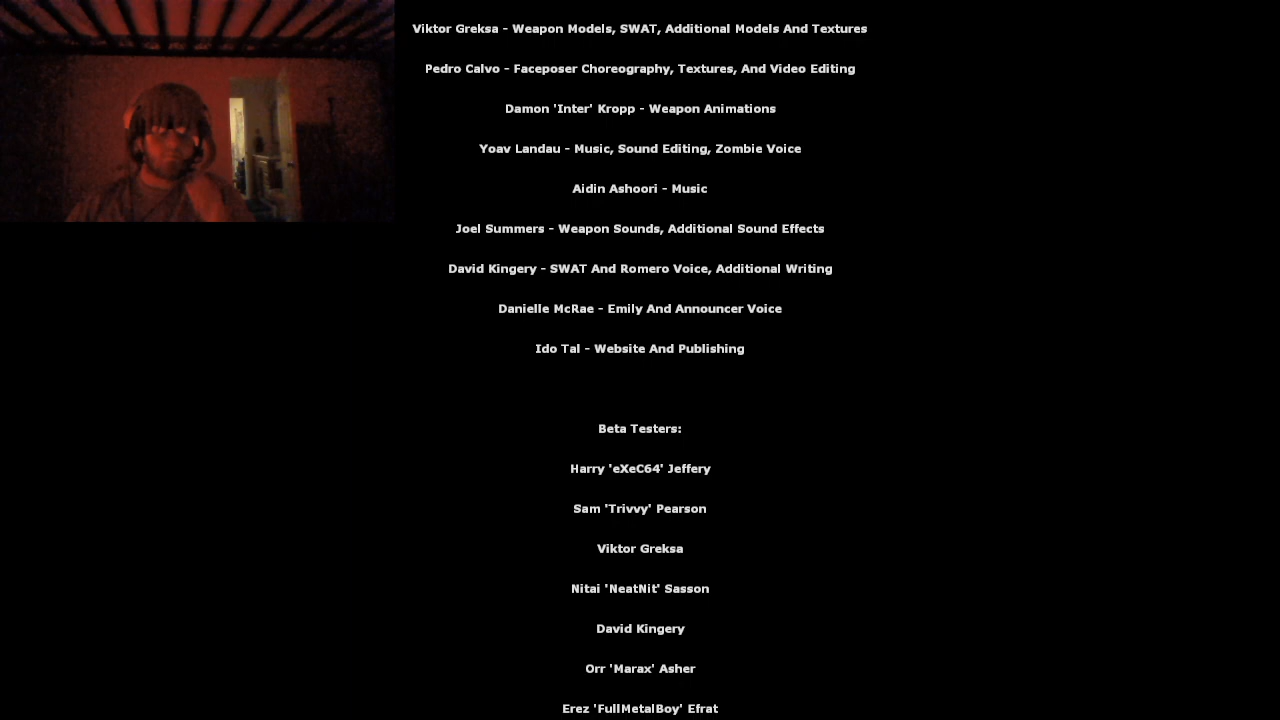 Viktor Greksa - Weapon Models, SWAT, Additional Models And Textures
Pedro Calvo - Faceposer Choreography, Textures, And Video Editing
Damon 'Inter' Kropp - Weapon Animations
Yoav Landau - Music, Sound Editing, Zombie Voice
Aidin Ashoori - Music
Joel Summers - Weapon Sounds, Additional Sound Effects
David Kingery - SWAT And Romero Voice, Additional Writing
Danielle McRae - Emily And Announcer Voice
Ido Tal - Website And Publishing
Beta Testers:
Harry 'eXeC64' Jeffery
Sam 'Trivvy' Pearson
Viktor Greksa
Nitai 'NeatNit' Sasson
David Kingery
Orr 'Marax' Asher
Erez 'FullMetalBoy' Efrat